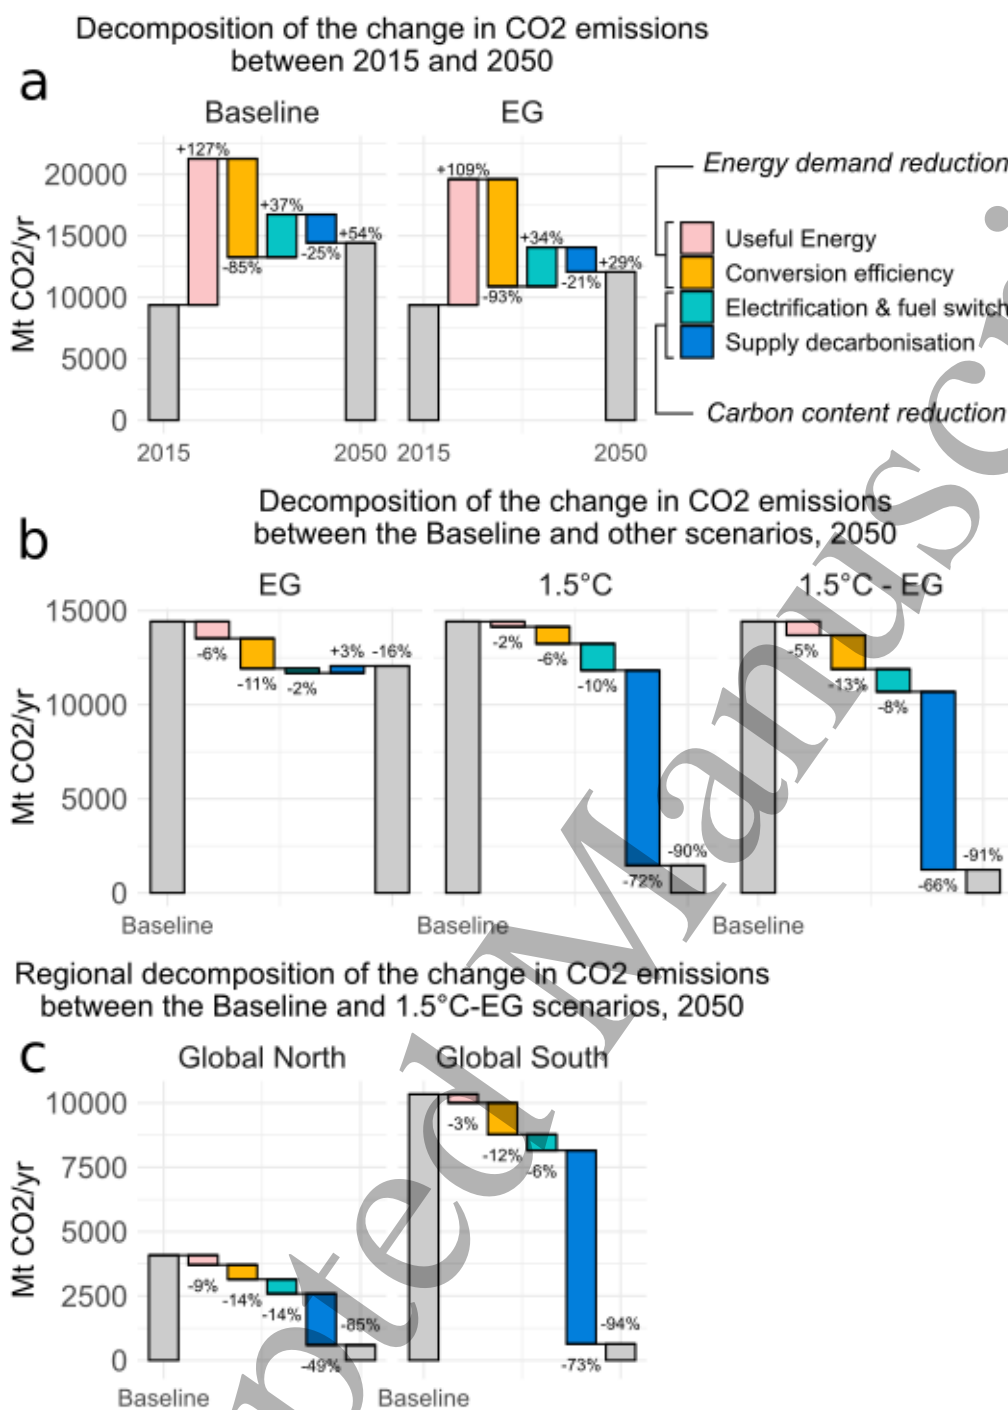 Decomposition of the change in CO2 emissions
between 2015 and 2050
a
Baseline
EG
+127%
+37%
-85%
-25%
+54%
+109%
+34%
-93%
-21%
+29%
20000
15000
10000
5000
0
Mt CO2/yr
2015
2050
2015
2050
Energy demand reduction
Useful Energy
Conversion efficiency
Electrification & fuel switch
Supply decarbonisation
Carbon content reduction
Decomposition of the change in CO2 emissions
between the Baseline and other scenarios, 2050
b
EG
1.5°C
1.5°C - EG
15000
10000
5000
0
Mt CO2/yr
-6%
-11%
-2%
+3%
-16%
-2%
-6%
-10%
-72%
-90%
-5%
-13%
-8%
-66%
-91%
Baseline
Baseline
Baseline
Regional decomposition of the change in CO2 emissions
between the Baseline and 1.5°C-EG scenarios, 2050
c
Global North
Global South
10000
7500
5000
2500
0
Mt CO2/yr
-9%
-14%
-14%
-49%
-85%
-3%
-12%
-6%
-73%
-94%
Baseline
Baseline
pted Manuscri